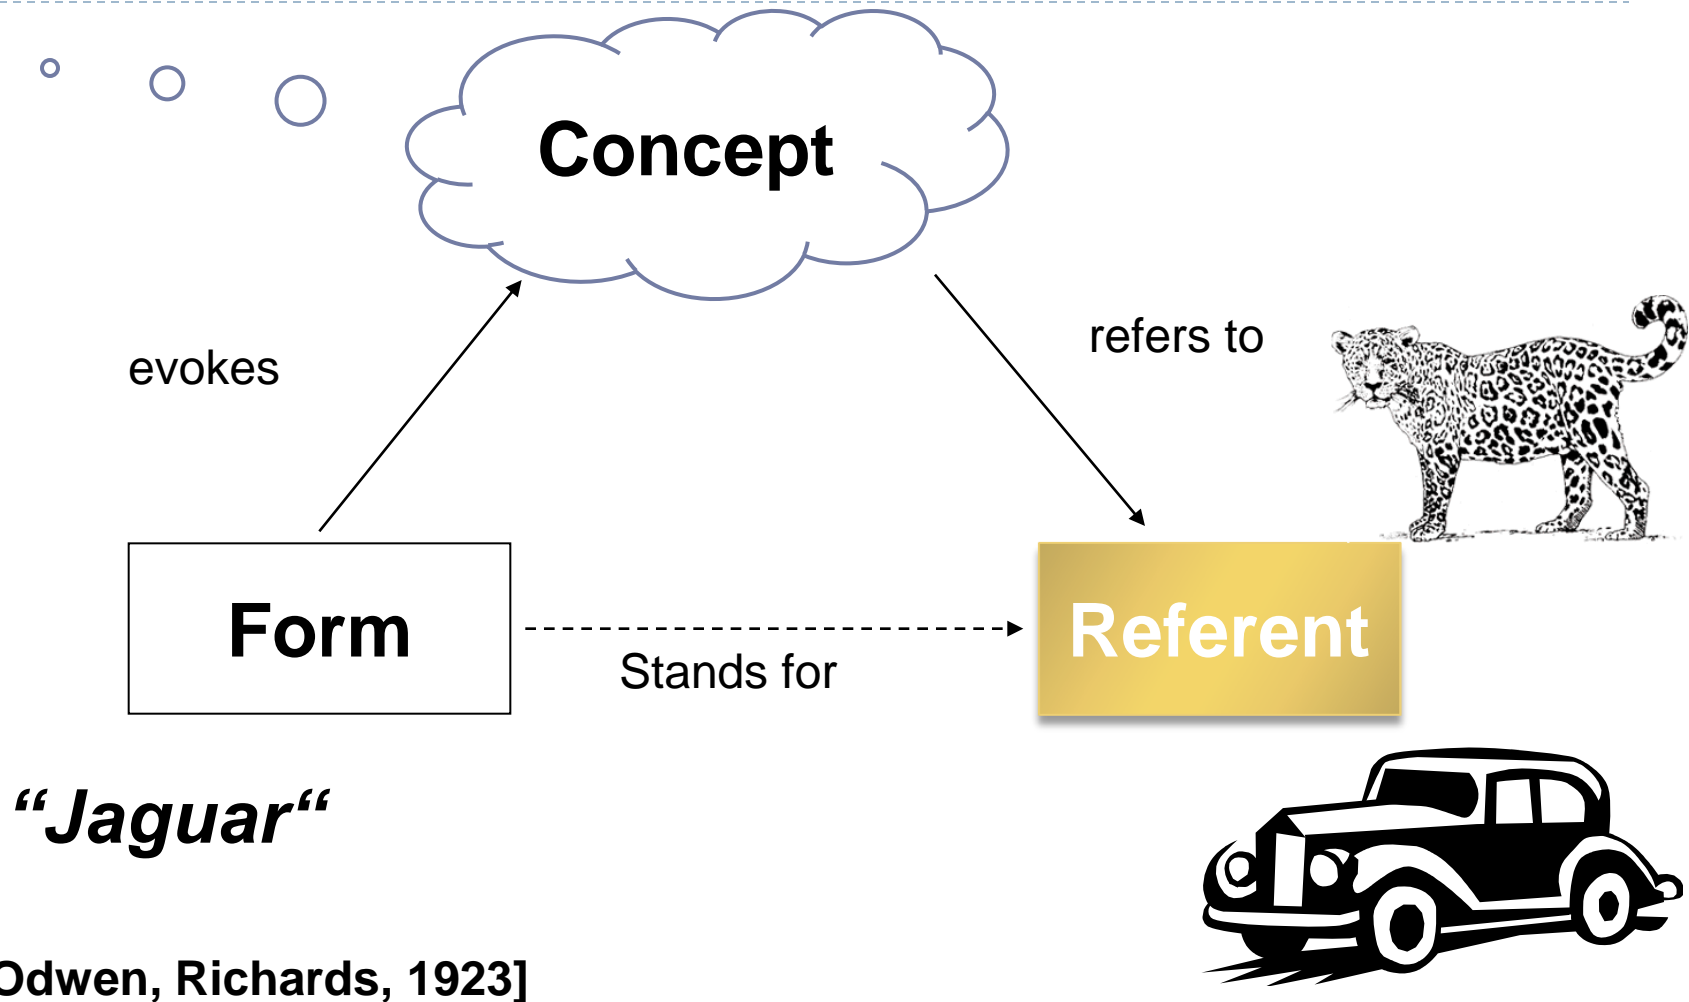 Concept
refers to
evokes
Form
Referent
Stands for
“Jaguar“
Odwen, Richards, 1923]